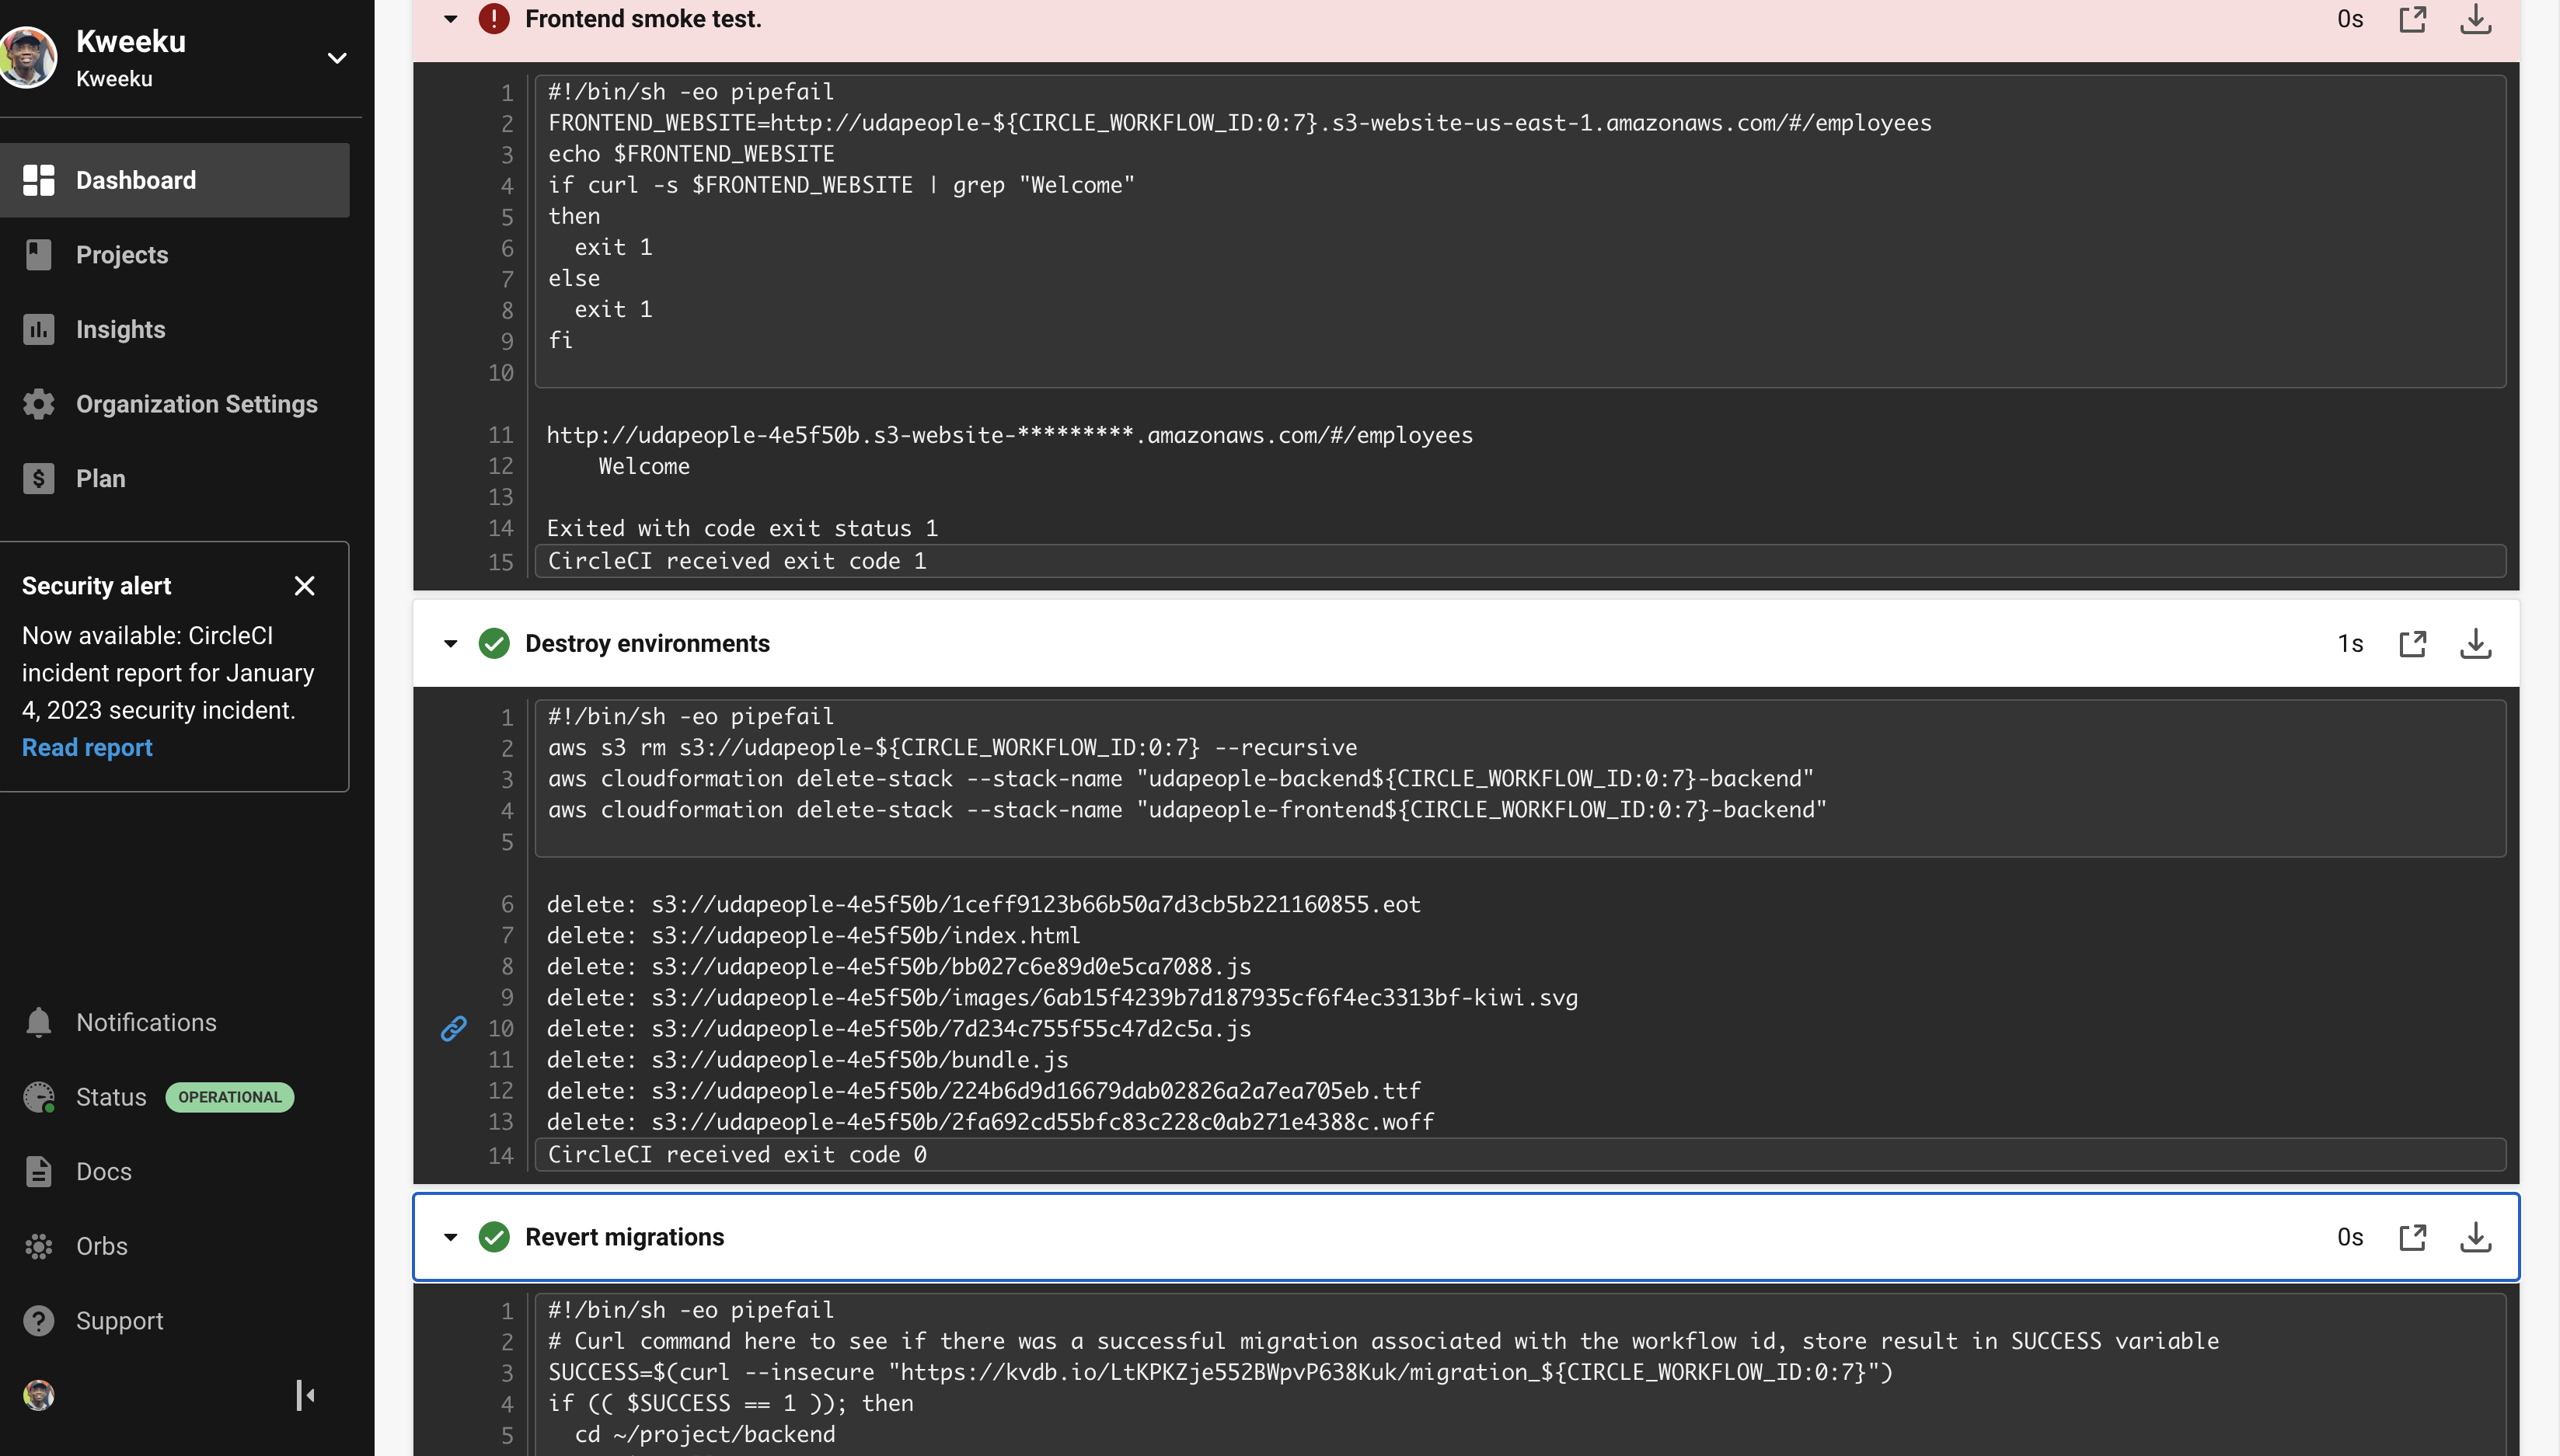 Kweeku
Kweeku
Dashboard
Projects
Insights
Organization Settings
Plan
Security alert
Now available: CircleCI
incident report for January
4, 2023 security incident.
Read report
Notifications
Status OPERATIONAL
Docs
Orbs
Support
Frontend smoke test. 0s
1 #!/bin/sh -eo pipefail
2 FRONTEND_WEBSITE=http://udapeople-${CIRCLE_WORKFLOW_ID:0:7}.s3-website-us-east-1.amazonaws.com/#/employees
3 echo $FRONTEND_WEBSITE
4 if curl -s $FRONTEND_WEBSITE | grep "Welcome"
5 then
6   exit 1
7 else
8   exit 1
9 fi
10
11 http://udapeople-4e5f50b.s3-website-*********.amazonaws.com/#/employees
12     Welcome
13
14 Exited with code exit status 1
15 CircleCI received exit code 1
Destroy environments 1s
1 #!/bin/sh -eo pipefail
2 aws s3 rm s3://udapeople-${CIRCLE_WORKFLOW_ID:0:7} --recursive
3 aws cloudformation delete-stack --stack-name "udapeople-backend${CIRCLE_WORKFLOW_ID:0:7}-backend"
4 aws cloudformation delete-stack --stack-name "udapeople-frontend${CIRCLE_WORKFLOW_ID:0:7}-backend"
5
6 delete: s3://udapeople-4e5f50b/1ceff9123b66b50a7d3cb5b221160855.eot
7 delete: s3://udapeople-4e5f50b/index.html
8 delete: s3://udapeople-4e5f50b/bb027c6e89d0e5ca7088.js
9 delete: s3://udapeople-4e5f50b/images/6ab15f4239b7d187935cf6f4ec3313bf-kiwi.svg
10 delete: s3://udapeople-4e5f50b/7d234c755f55c47d2c5a.js
11 delete: s3://udapeople-4e5f50b/bundle.js
12 delete: s3://udapeople-4e5f50b/224b6d9d16679dab02826a2a7ea705eb.ttf
13 delete: s3://udapeople-4e5f50b/2fa692cd55bfc83c228c0ab271e4388c.woff
14 CircleCI received exit code 0
Revert migrations 0s
1 #!/bin/sh -eo pipefail
2 # Curl command here to see if there was a successful migration associated with the workflow id, store result in SUCCESS variable
3 SUCCESS=$(curl --insecure "https://kvdb.io/LtKPKZje552BWpvP638Kuk/migration_${CIRCLE_WORKFLOW_ID:0:7}")
4 if (( $SUCCESS == 1 )); then
5   cd ~/project/backend